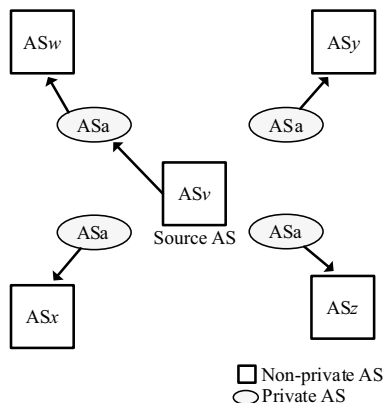 ASw
ASy
ASa
ASa
ASv
Source AS
ASa
ASa
ASx
ASz
Non-private AS
Private AS